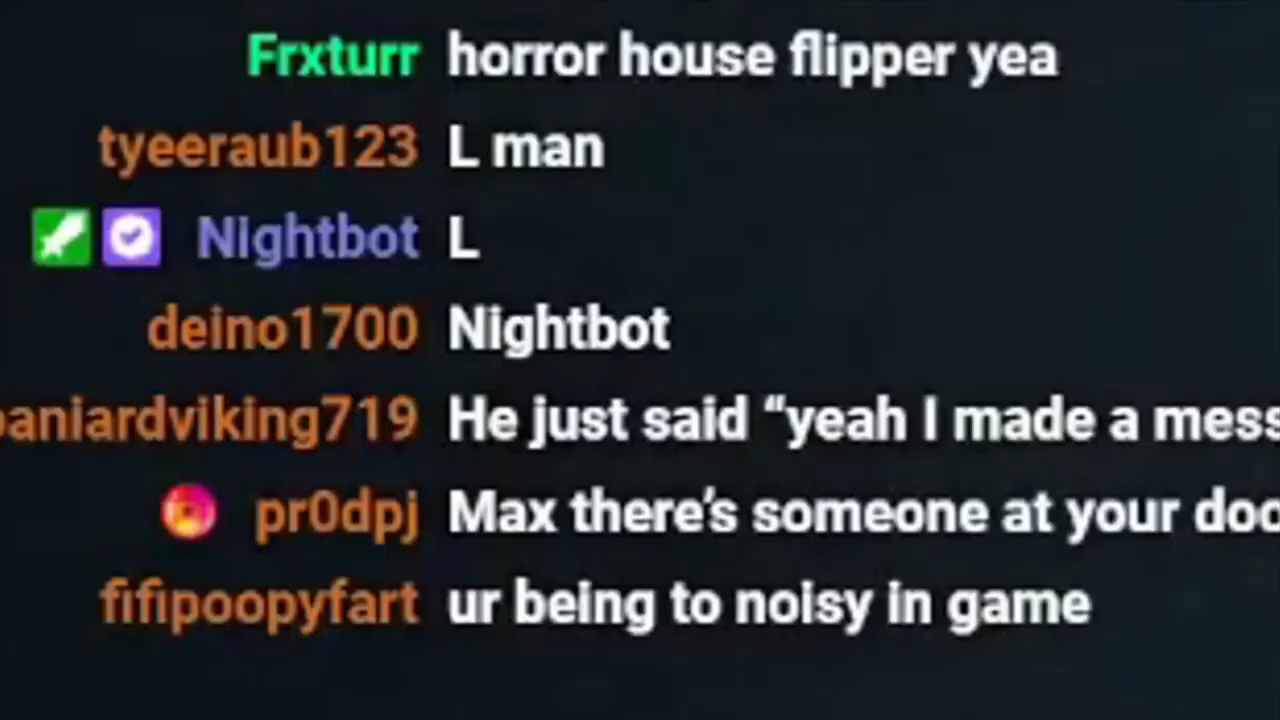 Frxturr horror house flipper yea
tyeeraub123 L man
Nightbot L
deino1700 Nightbot
paniardviking719 He just said “yeah I made a mess
pr0dpj Max there’s someone at your doo
fifipoopyfart ur being to noisy in game